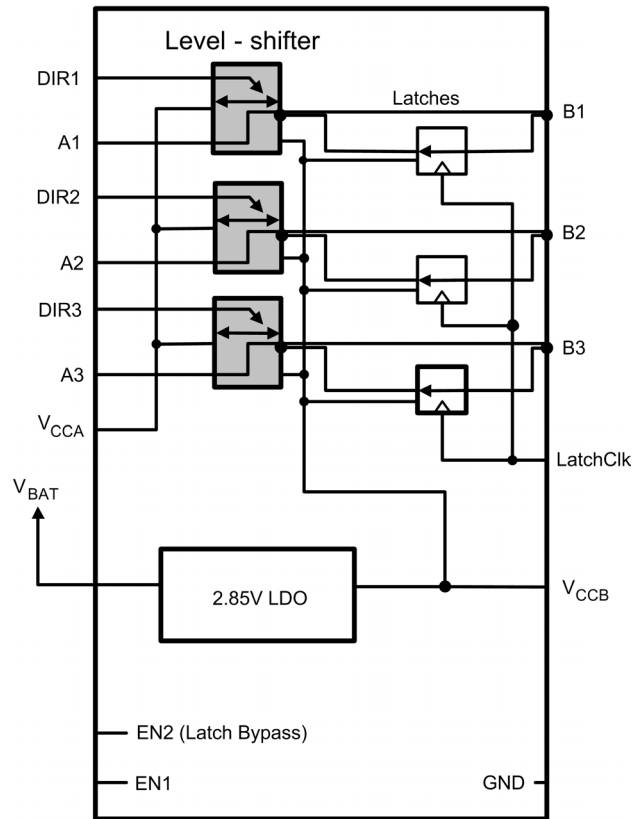 Level - shifter
DIR1
Latches
B1
A1
DIR2
B2
A2
DIR3
B3
A3
VCCA
LatchClk
VBAT
2.85V LDO
VCCB
EN2 (Latch Bypass)
EN1
GND